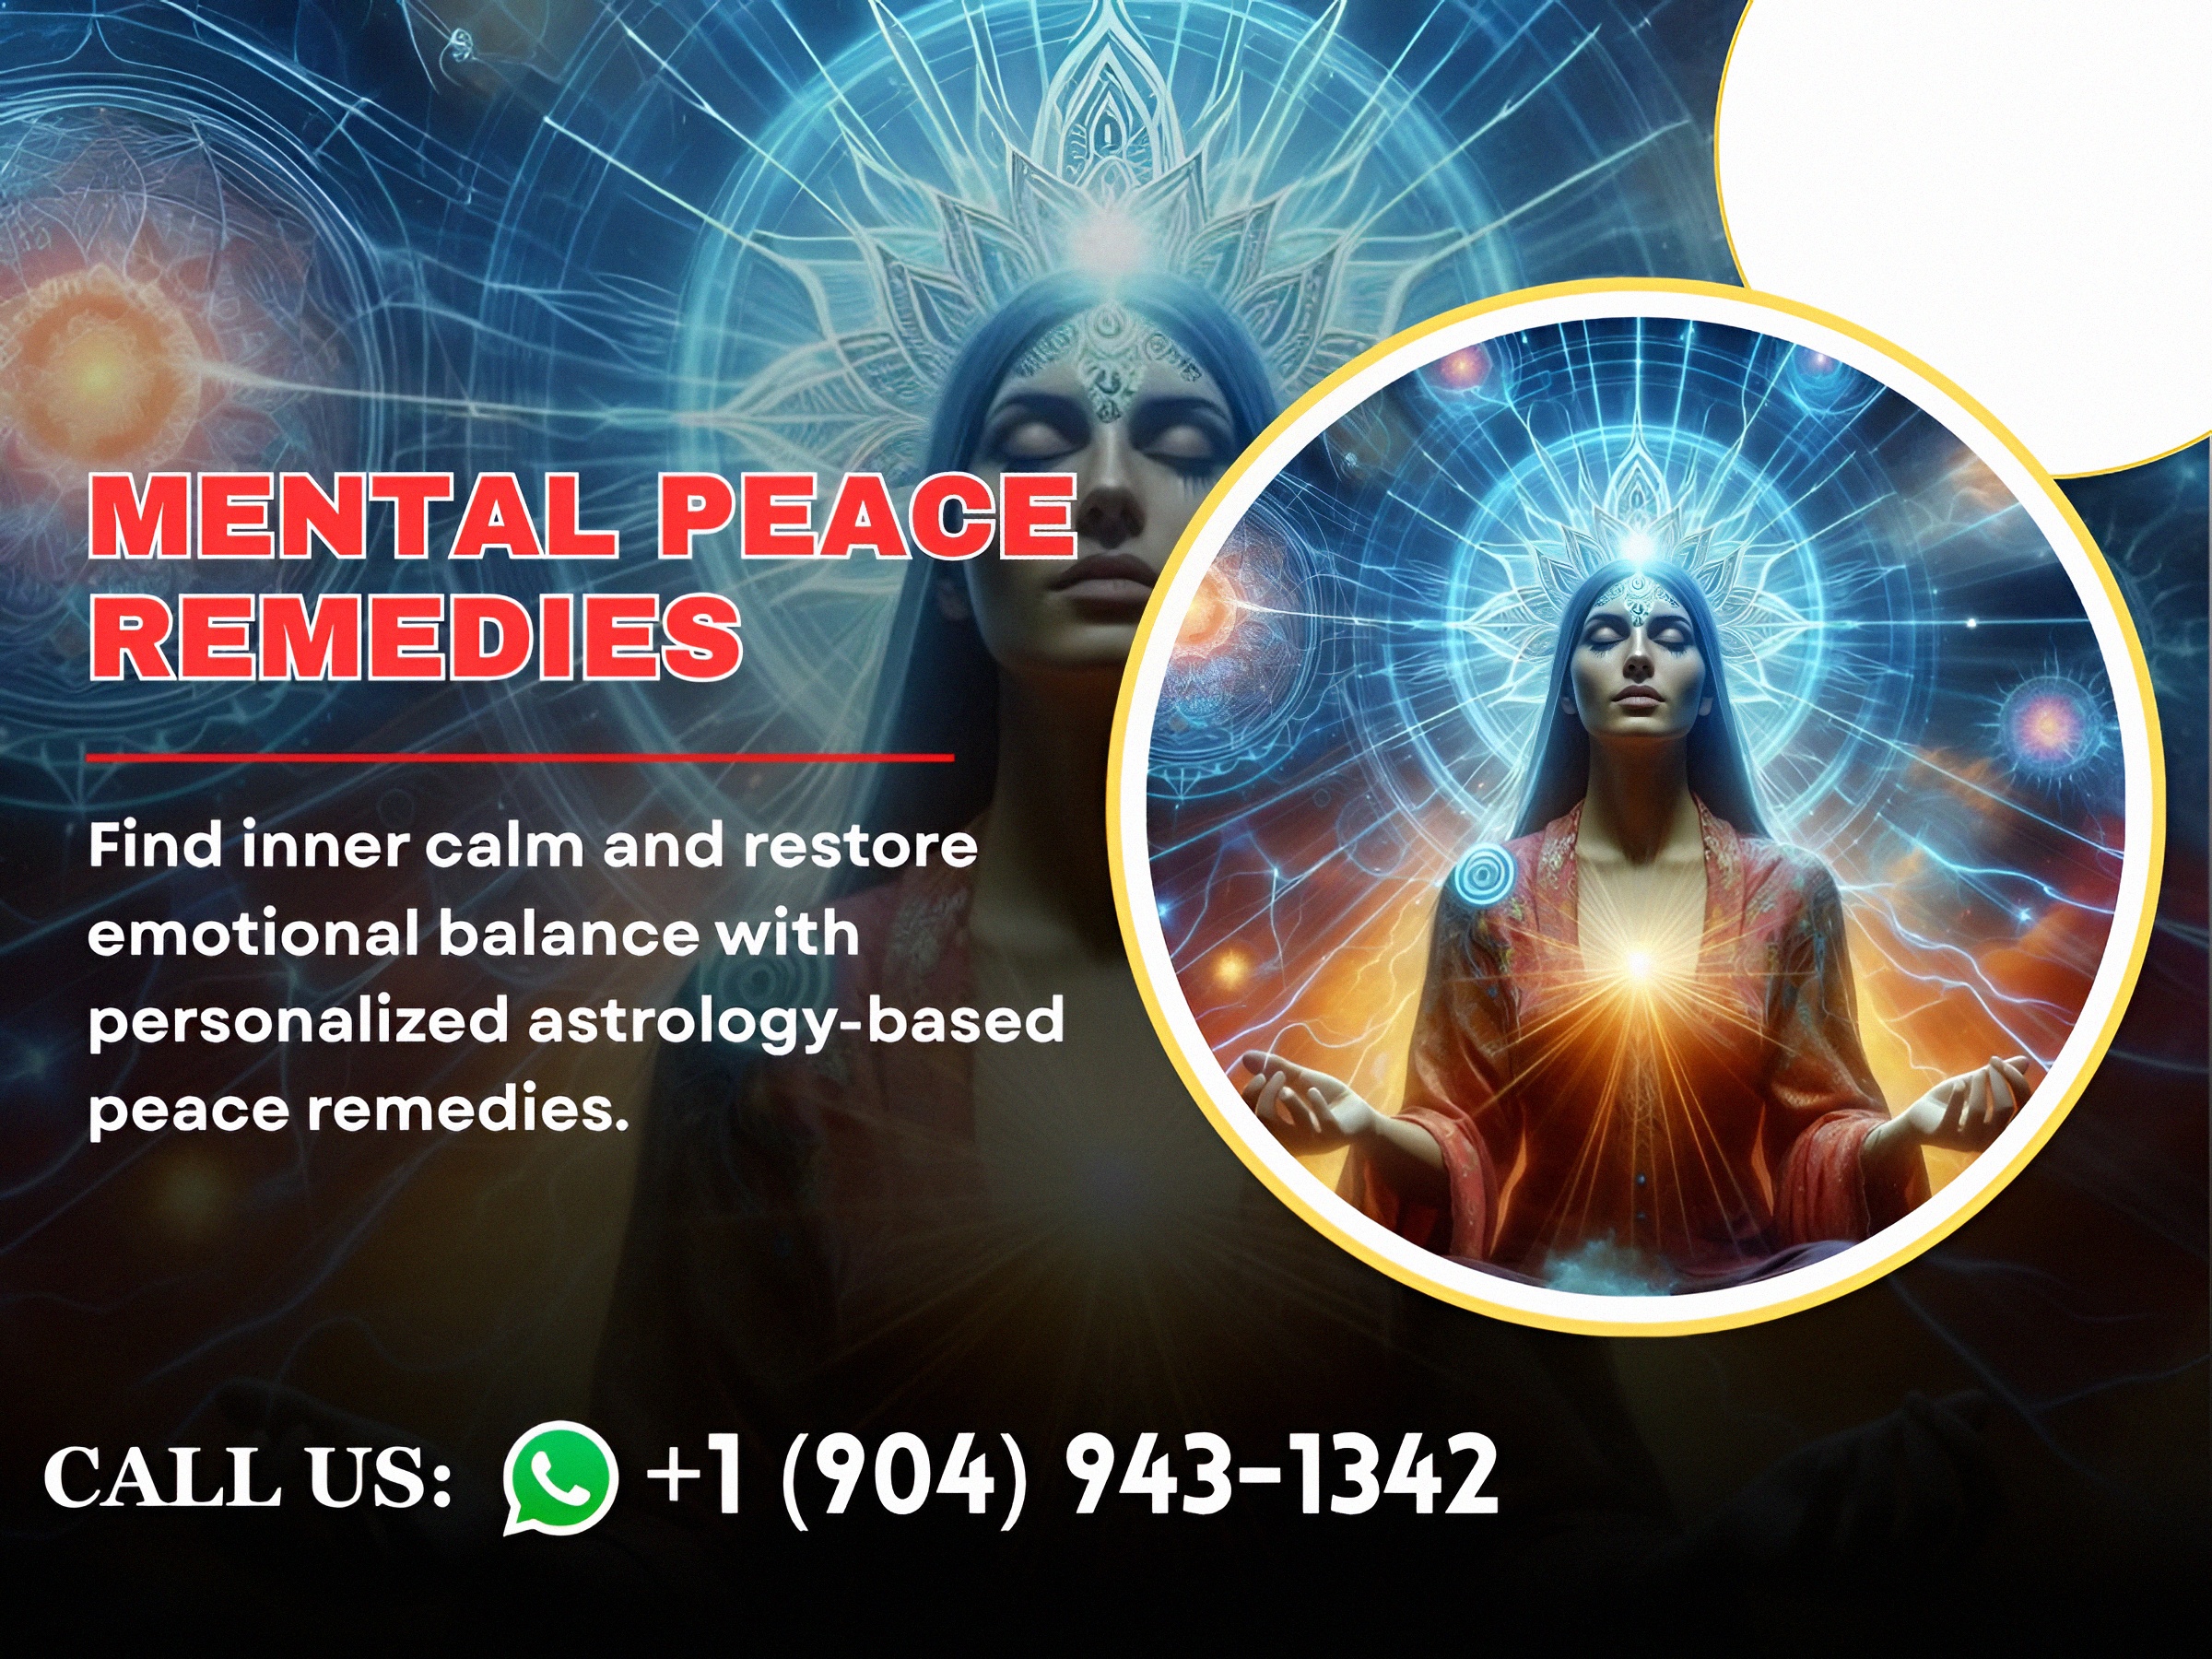 MENTAL PEACE
REMEDIES
Find inner calm and restore
emotional balance with
personalized astrology-based
peace remedies.
CALL US: +1 (904) 943-1342